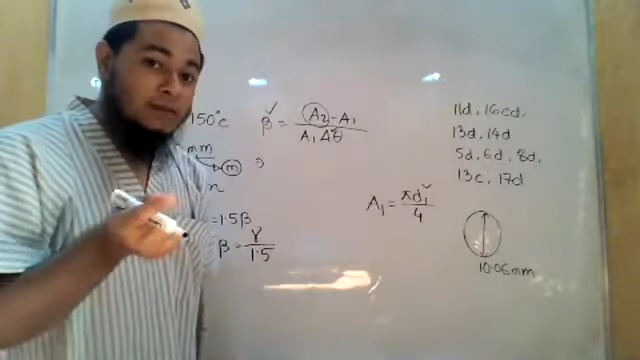 150°c
β = A₂ - A₁ / A₁ Δθ
mm
m
n
= 1.5β
β = γ / 1.5
A₁ = πd₁² / 4
11d, 16cd,
13d, 14d
5d, 6d, 8d,
13c, 17d
10.06mm